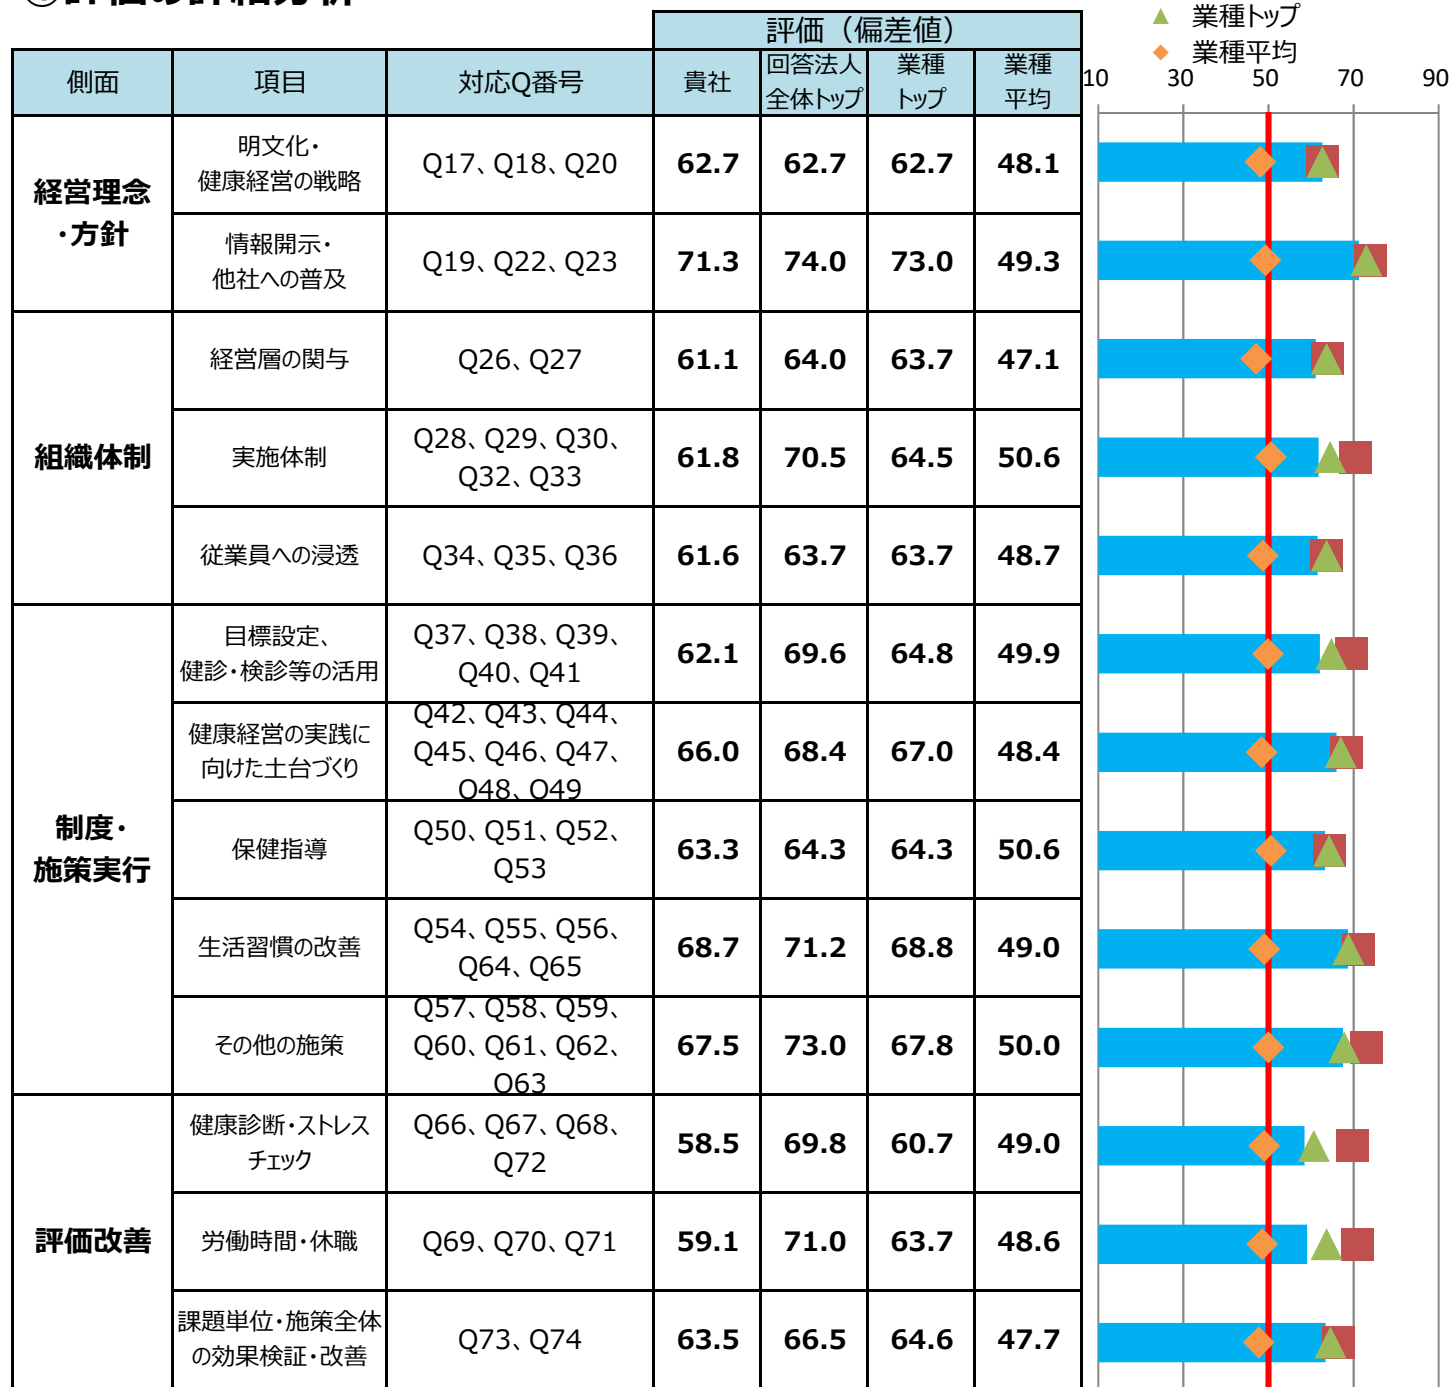 ①評価の詳細分析
▲ 業種トップ
◆ 業種平均
評価（偏差値）
側面 項目 対応Q番号 貴社 回答法人 業種 業種
全体トップ トップ 平均
10 30 50 70 90
経営理念
・方針
明文化・
健康経営の戦略
Q17、Q18、Q20 62.7 62.7 62.7 48.1
情報開示・
他社への普及
Q19、Q22、Q23 71.3 74.0 73.0 49.3
組織体制
経営層の関与 Q26、Q27 61.1 64.0 63.7 47.1
実施体制
Q28、Q29、Q30、
Q32、Q33
61.8 70.5 64.5 50.6
従業員への浸透 Q34、Q35、Q36 61.6 63.7 63.7 48.7
制度・
施策実行
目標設定、
健診・検診等の活用
Q37、Q38、Q39、
Q40、Q41
62.1 69.6 64.8 49.9
健康経営の実践に
向けた土台づくり
Q42、Q43、Q44、
Q45、Q46、Q47、
Q48、Q49
66.0 68.4 67.0 48.4
保健指導
Q50、Q51、Q52、
Q53
63.3 64.3 64.3 50.6
生活習慣の改善
Q54、Q55、Q56、
Q64、Q65
68.7 71.2 68.8 49.0
その他の施策
Q57、Q58、Q59、
Q60、Q61、Q62、
Q63
67.5 73.0 67.8 50.0
評価改善
健康診断・ストレス
チェック
Q66、Q67、Q68、
Q72
58.5 69.8 60.7 49.0
労働時間・休職 Q69、Q70、Q71 59.1 71.0 63.7 48.6
課題単位・施策全体
の効果検証・改善
Q73、Q74 63.5 66.5 64.6 47.7